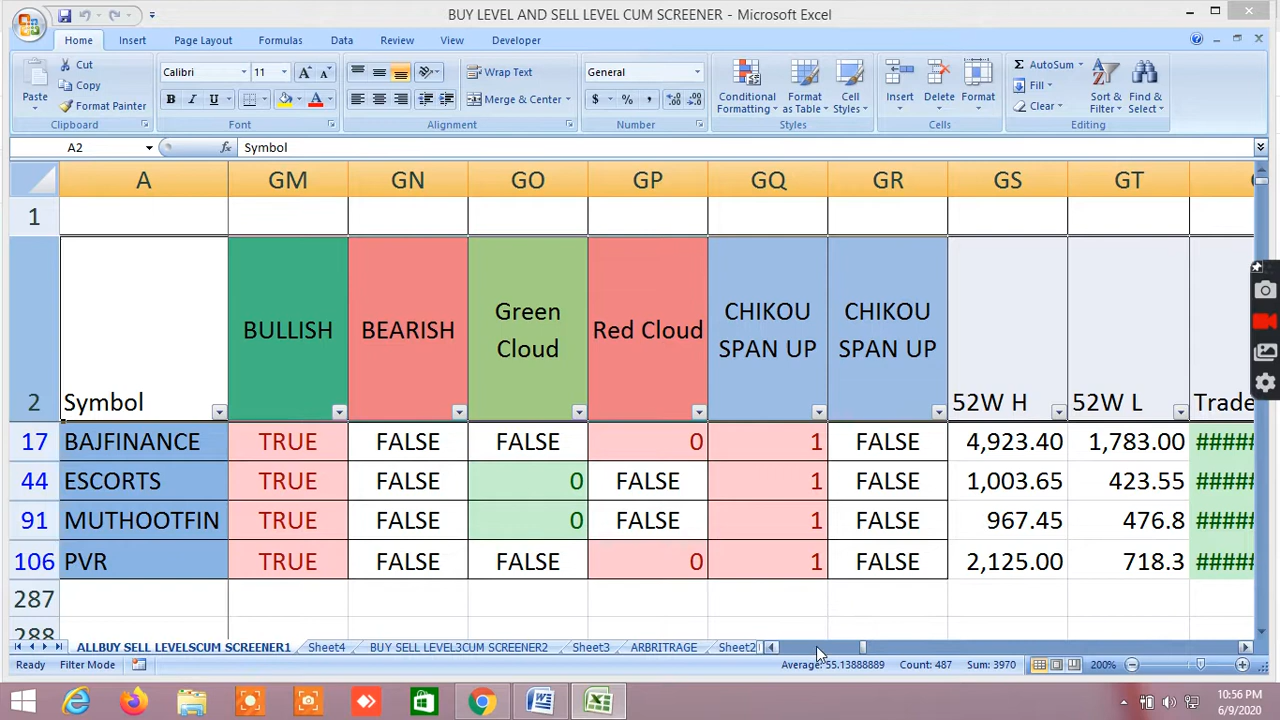 BUY LEVEL AND SELL LEVEL CUM SCREENER - Microsoft Excel
Home Insert Page Layout Formulas Data Review View Developer
Cut
Copy
Format Painter
Paste
Clipboard
Calibri 11
B I U
Font
Wrap Text
Merge & Center
Alignment
General
$ % ,
Number
Conditional Formatting
Format as Table
Cell Styles
Styles
Insert Delete Format
Cells
AutoSum
Fill
Clear
Sort & Filter
Find & Select
Editing
A2 fx Symbol
A GM GN GO GP GQ GR GS GT
1
2 Symbol BULLISH BEARISH Green Cloud Red Cloud CHIKOU SPAN UP CHIKOU SPAN UP 52W H 52W L Trade
17 BAJFINANCE TRUE FALSE FALSE 0 1 FALSE 4,923.40 1,783.00 #####
44 ESCORTS TRUE FALSE 0 FALSE 1 FALSE 1,003.65 423.55 #####
91 MUTHOOTFIN TRUE FALSE 0 FALSE 1 FALSE 967.45 476.8 #####
106 PVR TRUE FALSE FALSE 0 1 FALSE 2,125.00 718.3 #####
287
288
ALLBUY SELL LEVELSCUM SCREENER1 Sheet4 BUY SELL LEVEL3CUM SCREENER2 Sheet3 ARBRITRAGE Sheet2
Ready Filter Mode Average: 55.13888889 Count: 487 Sum: 3970 200%
10:56 PM
6/9/2020